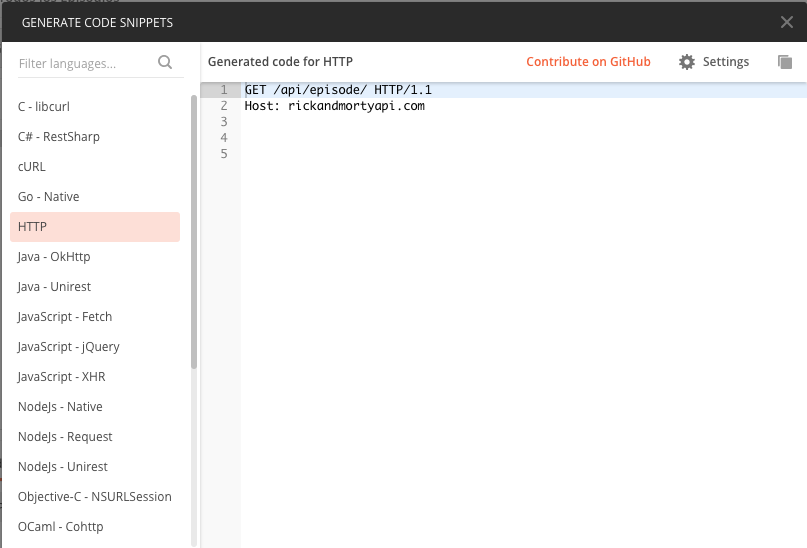 GENERATE CODE SNIPPETS
Filter languages...
Generated code for HTTP
Contribute on GitHub
Settings
C - libcurl
C# - RestSharp
cURL
Go - Native
HTTP
Java - OkHttp
Java - Unirest
JavaScript - Fetch
JavaScript - jQuery
JavaScript - XHR
NodeJs - Native
NodeJs - Request
NodeJs - Unirest
Objective-C - NSURLSession
OCaml - Cohttp
1 GET /api/episode/ HTTP/1.1
2 Host: rickandmortyapi.com
3
4
5